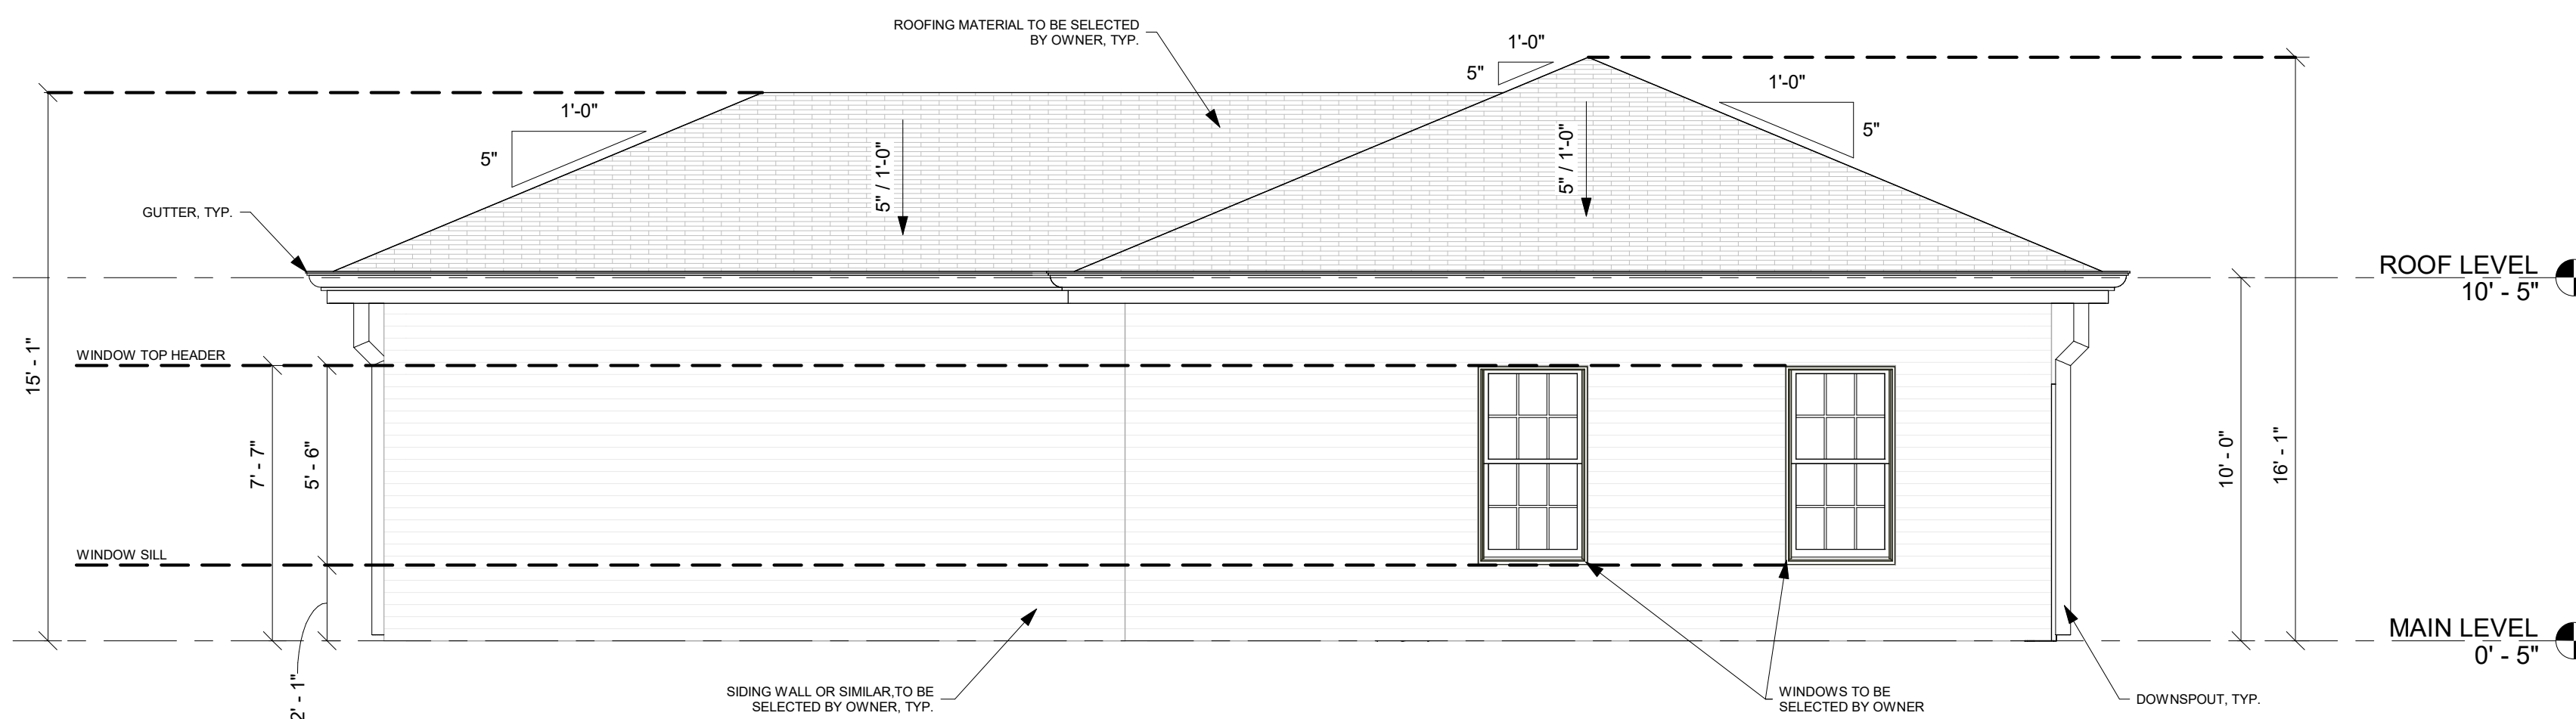 ROOFING MATERIAL TO BE SELECTED
BY OWNER, TYP.
1'-0"
5"
1'-0"
5"
1'-0"
5"
5" / 1'-0"
5" / 1'-0"
GUTTER, TYP.
ROOF LEVEL
10' - 5"
15' - 1"
WINDOW TOP HEADER
7' - 7"
5' - 6"
10' - 0"
16' - 1"
WINDOW SILL
MAIN LEVEL
0' - 5"
2' - 1"
SIDING WALL OR SIMILAR,TO BE
SELECTED BY OWNER, TYP.
WINDOWS TO BE
SELECTED BY OWNER
DOWNSPOUT, TYP.